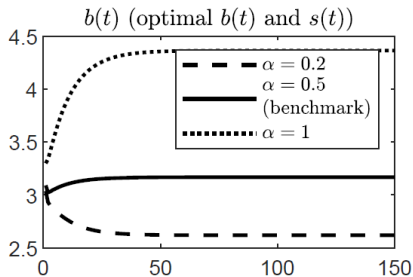 b(t) (optimal b(t) and s(t))
4.5
4
3.5
3
2.5
α = 0.2
α = 0.5
(benchmark)
α = 1
0 50 100 150